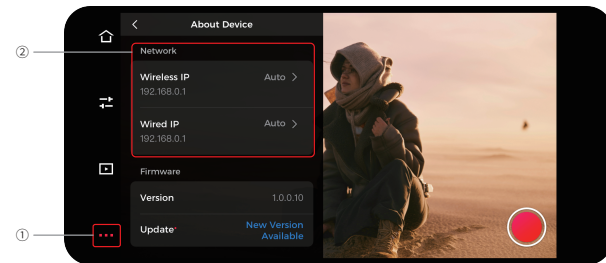 About Device
②
Network
Wireless IP
Auto
192.168.0.1
Wired IP
Auto
192.168.0.1
Firmware
Version
1.0.0.10
Update·
New Version
Available
①